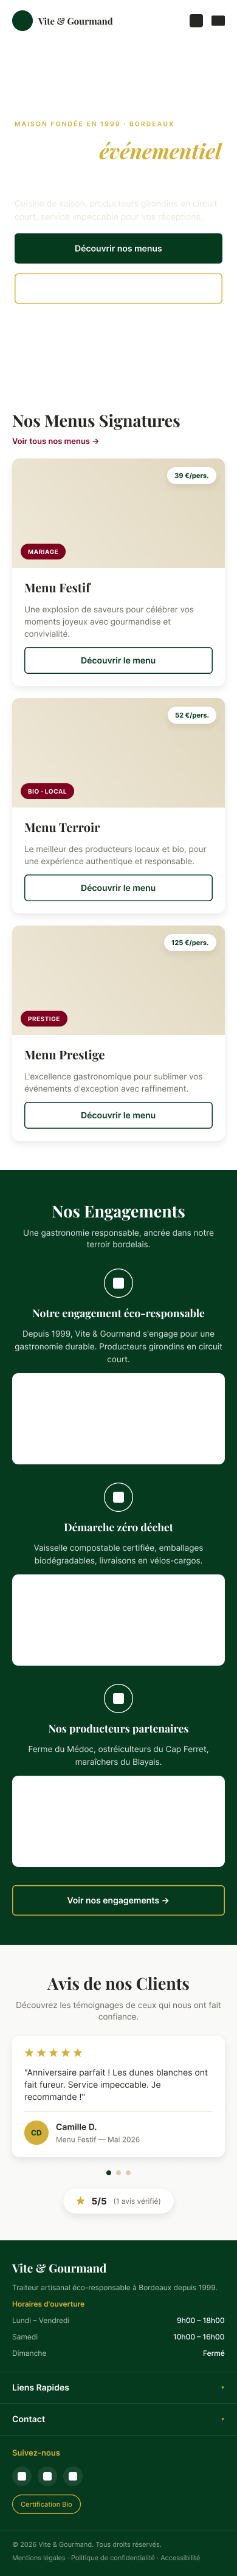 Vite & Gourmand
MAISON FONDÉE EN 1999 · BORDEAUX
événementiel
Cuisine de saison, producteurs girondins en circuit
court, service impeccable pour vos réceptions.
Découvrir nos menus
Nos Menus Signatures
Voir tous nos menus →
39 €/pers.
MARIAGE
Menu Festif
Une explosion de saveurs pour célébrer vos
moments joyeux avec gourmandise et
convivialité.
Découvrir le menu
52 €/pers.
BIO · LOCAL
Menu Terroir
Le meilleur des producteurs locaux et bio, pour
une expérience authentique et responsable.
Découvrir le menu
125 €/pers.
PRESTIGE
Menu Prestige
L'excellence gastronomique pour sublimer vos
événements d'exception avec raffinement.
Découvrir le menu
Nos Engagements
Une gastronomie responsable, ancrée dans notre
terroir bordelais.
Notre engagement éco-responsable
Depuis 1999, Vite & Gourmand s'engage pour une
gastronomie durable. Producteurs girondins en circuit
court.
Démarche zéro déchet
Vaisselle compostable certifiée, emballages
biodégradables, livraisons en vélos-cargos.
Nos producteurs partenaires
Ferme du Médoc, ostréiculteurs du Cap Ferret,
maraîchers du Blayais.
Voir nos engagements →
Avis de nos Clients
Découvrez les témoignages de ceux qui nous ont fait
confiance.
"Anniversaire parfait ! Les dunes blanches ont
fait fureur. Service impeccable. Je
recommande !"
CD
Camille D.
Menu Festif — Mai 2026
5/5 (1 avis vérifié)
Vite & Gourmand
Traiteur artisanal éco-responsable à Bordeaux depuis 1999.
Horaires d'ouverture
Lundi – Vendredi 9h00 – 18h00
Samedi 10h00 – 16h00
Dimanche Fermé
Liens Rapides
Contact
Suivez-nous
Certification Bio
© 2026 Vite & Gourmand. Tous droits réservés.
Mentions légales · Politique de confidentialité · Accessibilité